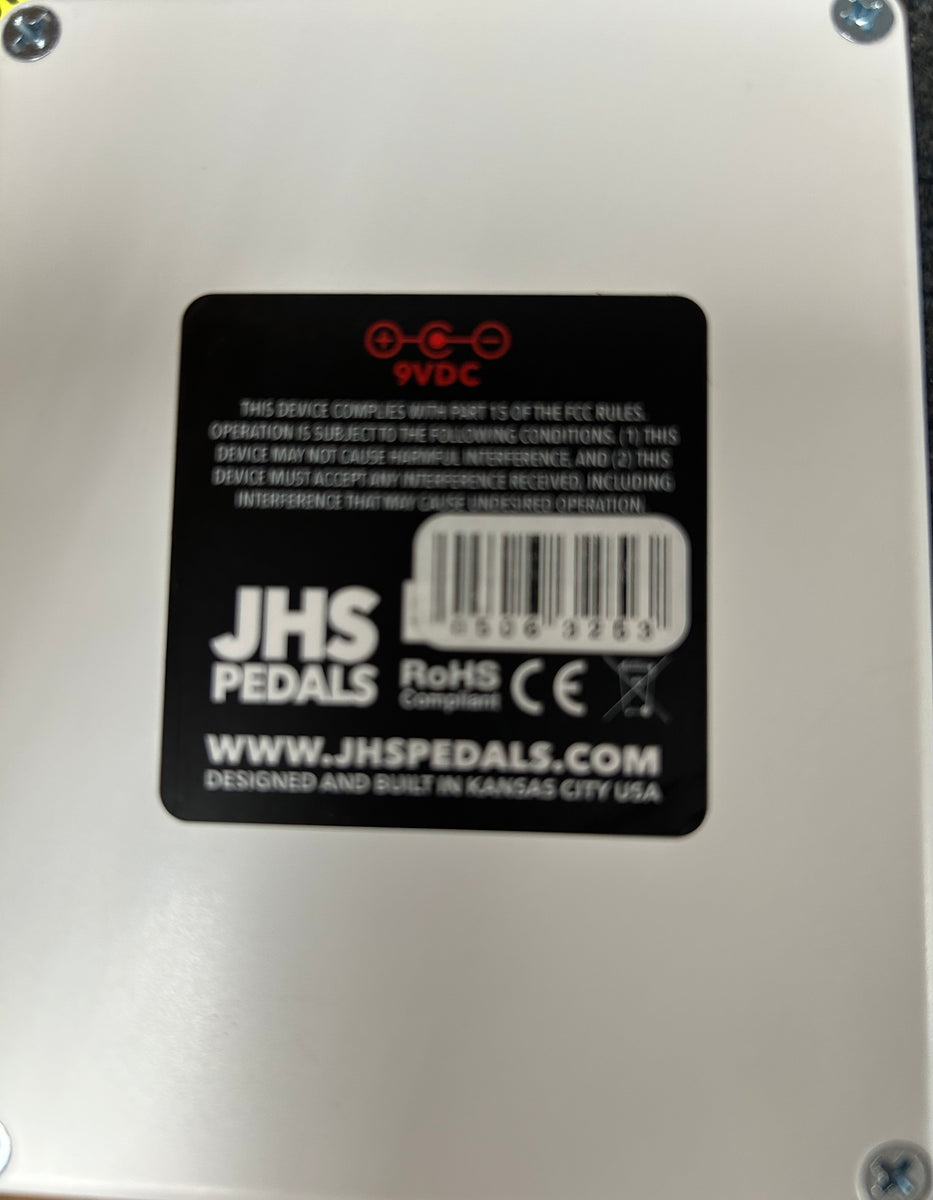 9VDC
THIS DEVICE COMPLIES WITH PART 15 OF THE FCC RULES.
OPERATION IS SUBJECT TO THE FOLLOWING CONDITIONS. (1) THIS
DEVICE MAY NOT CAUSE HARMFUL INTERFERENCE, AND (2) THIS
DEVICE MUST ACCEPT ANY INTERFERENCE RECEIVED, INCLUDING
INTERFERENCE THAT MAY CAUSE UNDESIRED OPERATION.
JHS
PEDALS
RoHS
Compliant
CE
WWW.JHSPEDALS.COM
DESIGNED AND BUILT IN KANSAS CITY USA